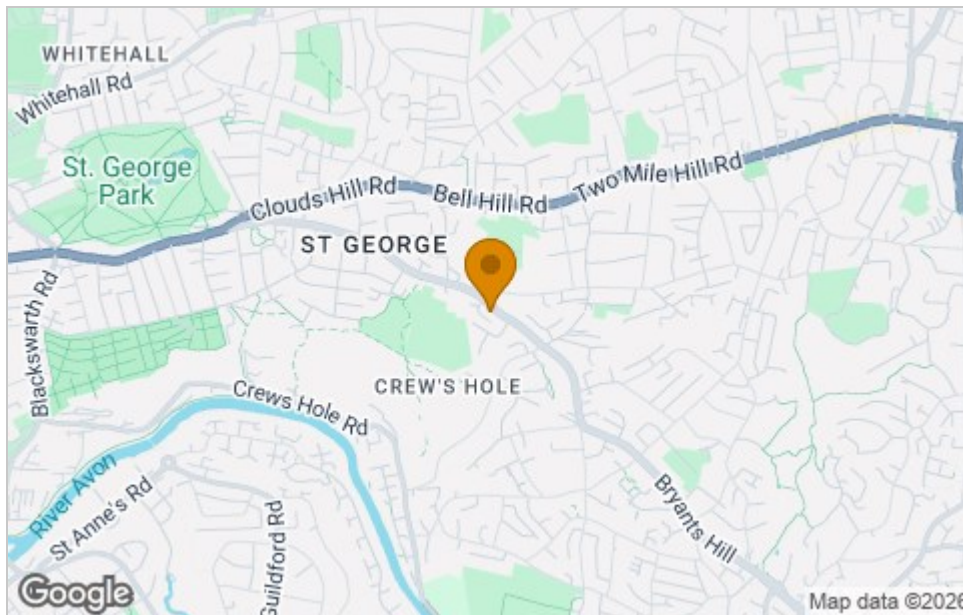 WHITEHALL
Whitehall Rd
St. George
Park
Clouds Hill Rd
Bell Hill Rd
Two Mile Hill Rd
ST GEORGE
Blackswarth Rd
CREW'S HOLE
Crews Hole Rd
River Avon
St Anne's Rd
Guildford Rd
Bryants Hill
Google
Map data ©2026